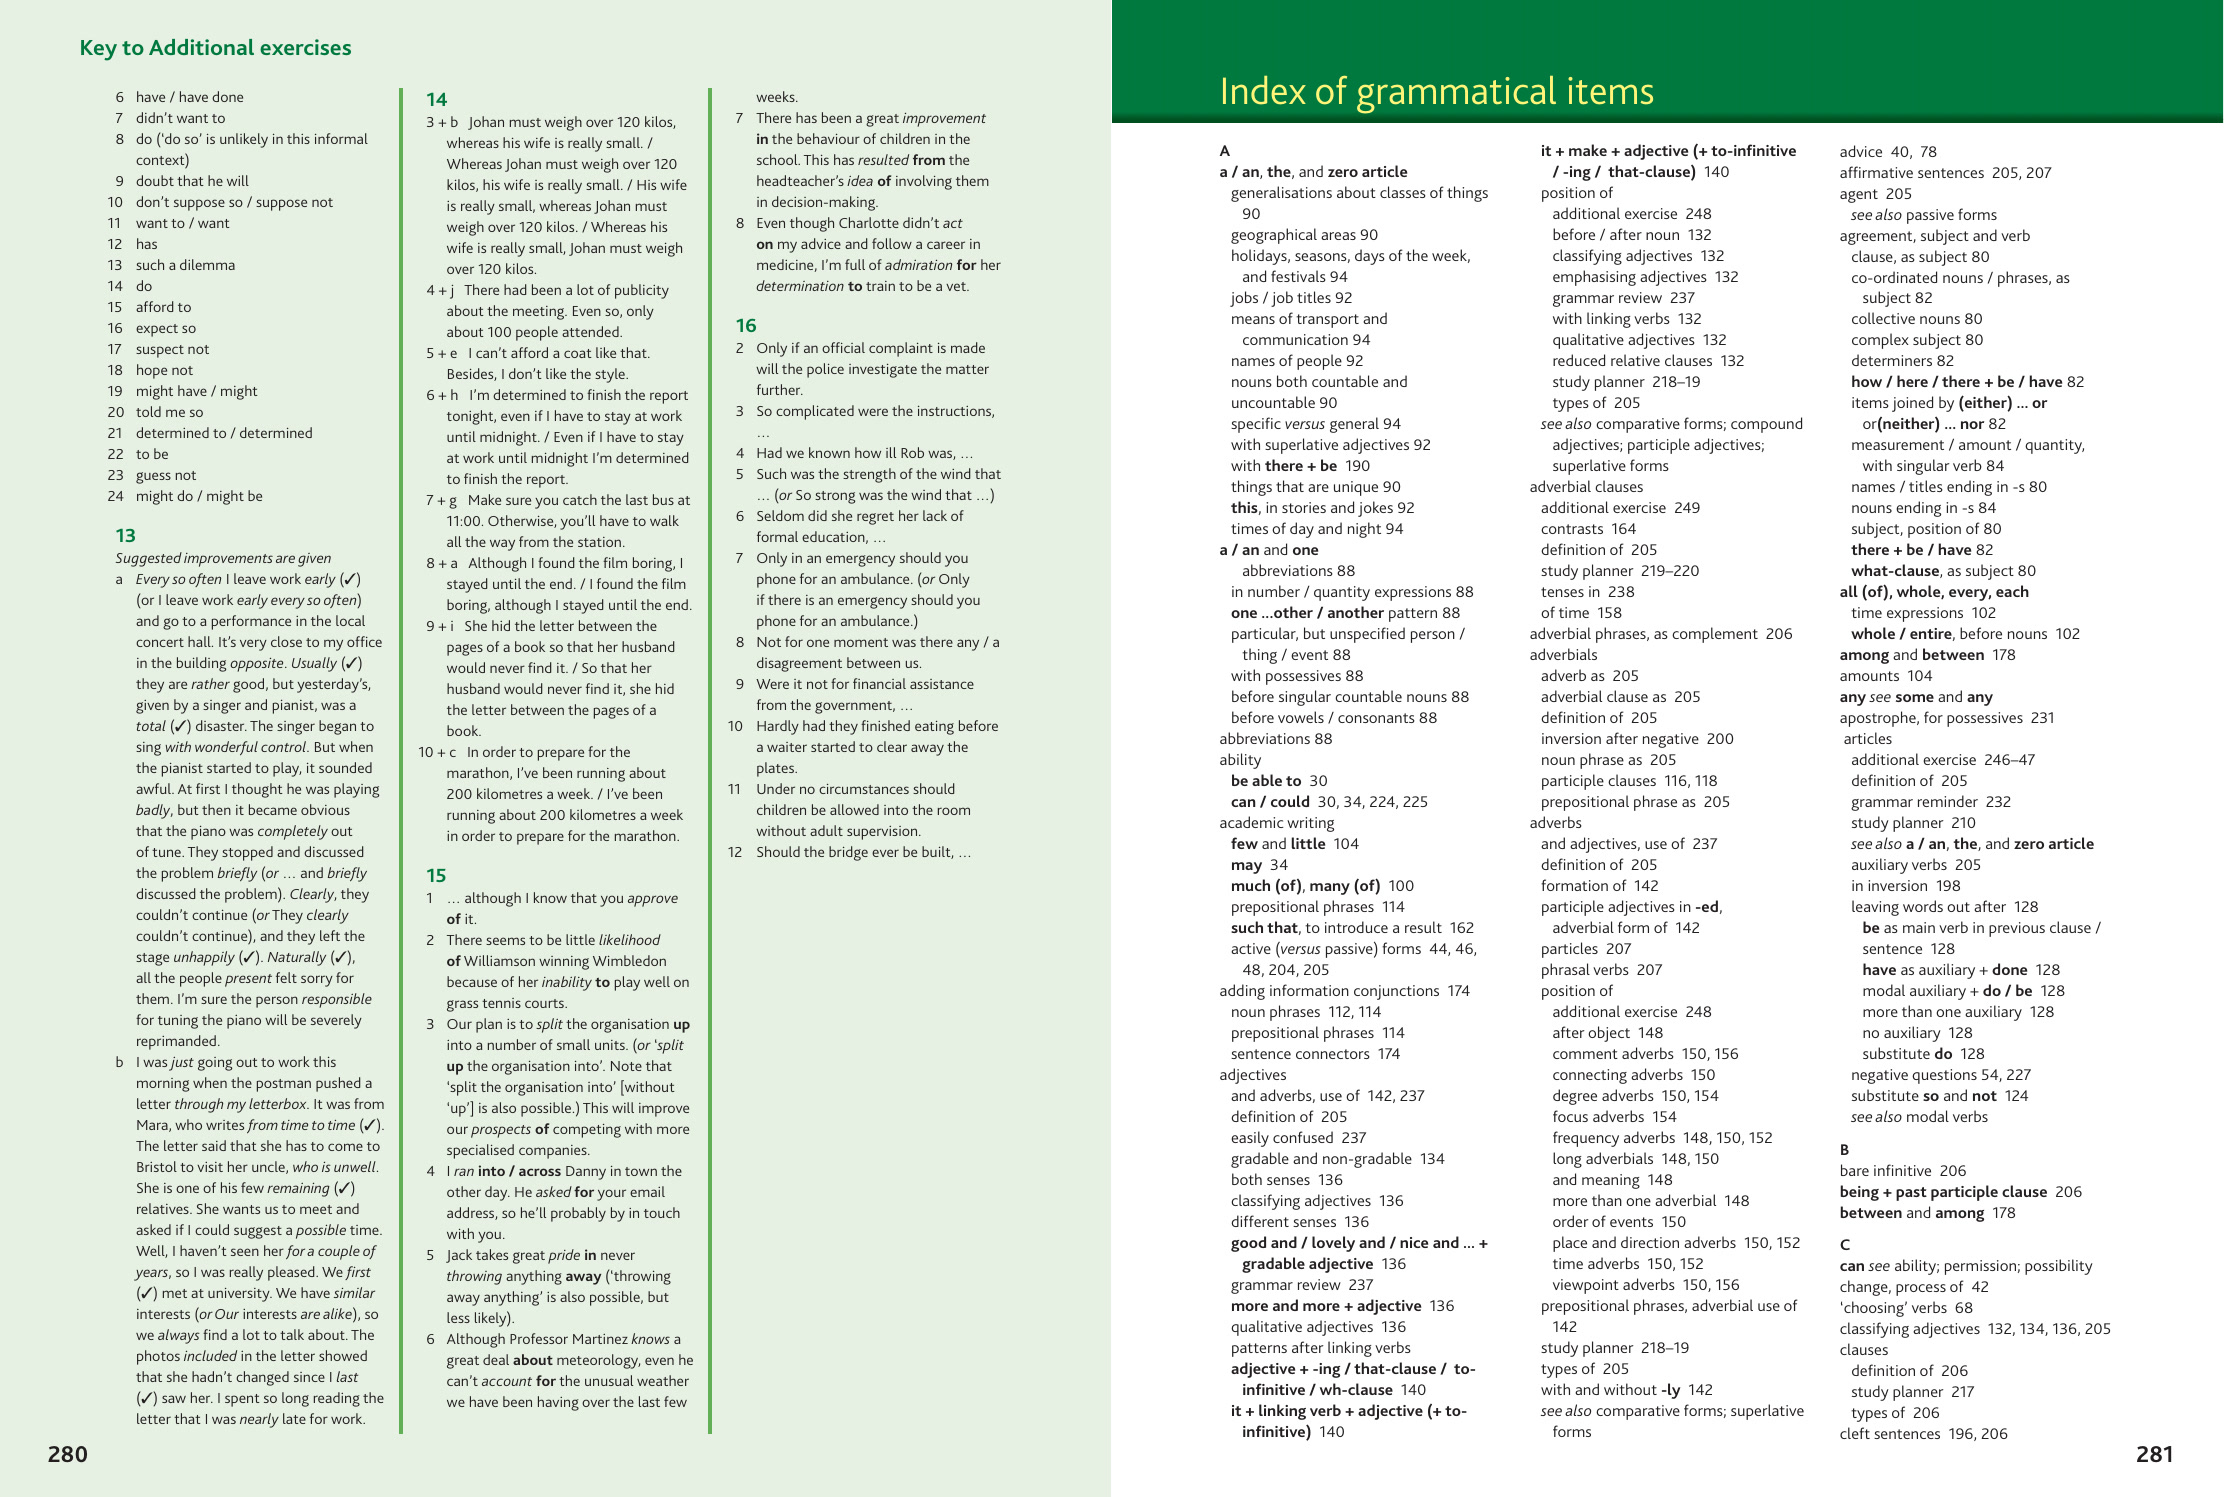 Key to Additional exercises
6 have / have done
7 didn’t want to
8 do (‘do so’ is unlikely in this informal
context)
9 doubt that he will
10 don’t suppose so / suppose not
11 want to / want
12 has
13 such a dilemma
14 do
15 afford to
16 expect so
17 suspect not
18 hope not
19 might have / might
20 told me so
21 determined to / determined
22 to be
23 guess not
24 might do / might be
13
Suggested improvements are given
a Every so often I leave work early (✓)
(or I leave work early every so often)
and go to a performance in the local
concert hall. It’s very close to my office
in the building opposite. Usually (✓)
they are rather good, but yesterday’s,
given by a singer and pianist, was a
total (✓) disaster. The singer began to
sing with wonderful control. But when
the pianist started to play, it sounded
awful. At first I thought he was playing
badly, but then it became obvious
that the piano was completely out
of tune. They stopped and discussed
the problem briefly (or … and briefly
discussed the problem). Clearly, they
couldn’t continue (or They clearly
couldn’t continue), and they left the
stage unhappily (✓). Naturally (✓),
all the people present felt sorry for
them. I’m sure the person responsible
for tuning the piano will be severely
reprimanded.
b I was just going out to work this
morning when the postman pushed a
letter through my letterbox. It was from
Mara, who writes from time to time (✓).
The letter said that she has to come to
Bristol to visit her uncle, who is unwell.
She is one of his few remaining (✓)
relatives. She wants us to meet and
asked if I could suggest a possible time.
Well, I haven’t seen her for a couple of
years, so I was really pleased. We first
(✓) met at university. We have similar
interests (or Our interests are alike), so
we always find a lot to talk about. The
photos included in the letter showed
that she hadn’t changed since I last
(✓) saw her. I spent so long reading the
letter that I was nearly late for work.
14
3 + b Johan must weigh over 120 kilos,
whereas his wife is really small. /
Whereas Johan must weigh over 120
kilos, his wife is really small. / His wife
is really small, whereas Johan must
weigh over 120 kilos. / Whereas his
wife is really small, Johan must weigh
over 120 kilos.
4 + j There had been a lot of publicity
about the meeting. Even so, only
about 100 people attended.
5 + e I can’t afford a coat like that.
Besides, I don’t like the style.
6 + h I’m determined to finish the report
tonight, even if I have to stay at work
until midnight. / Even if I have to stay
at work until midnight I’m determined
to finish the report.
7 + g Make sure you catch the last bus at
11:00. Otherwise, you’ll have to walk
all the way from the station.
8 + a Although I found the film boring, I
stayed until the end. / I found the film
boring, although I stayed until the end.
9 + i She hid the letter between the
pages of a book so that her husband
would never find it. / So that her
husband would never find it, she hid
the letter between the pages of a
book.
10 + c In order to prepare for the
marathon, I’ve been running about
200 kilometres a week. / I’ve been
running about 200 kilometres a week
in order to prepare for the marathon.
15
1 … although I know that you approve
of it.
2 There seems to be little likelihood
of Williamson winning Wimbledon
because of her inability to play well on
grass tennis courts.
3 Our plan is to split the organisation up
into a number of small units. (or ‘split
up the organisation into’. Note that
‘split the organisation into’ [without
‘up’] is also possible.) This will improve
our prospects of competing with more
specialised companies.
4 I ran into / across Danny in town the
other day. He asked for your email
address, so he’ll probably by in touch
with you.
5 Jack takes great pride in never
throwing anything away (‘throwing
away anything’ is also possible, but
less likely).
6 Although Professor Martinez knows a
great deal about meteorology, even he
can’t account for the unusual weather
we have been having over the last few
weeks.
7 There has been a great improvement
in the behaviour of children in the
school. This has resulted from the
headteacher’s idea of involving them
in decision-making.
8 Even though Charlotte didn’t act
on my advice and follow a career in
medicine, I’m full of admiration for her
determination to train to be a vet.
16
2 Only if an official complaint is made
will the police investigate the matter
further.
3 So complicated were the instructions,
…
4 Had we known how ill Rob was, …
5 Such was the strength of the wind that
… (or So strong was the wind that …)
6 Seldom did she regret her lack of
formal education, …
7 Only in an emergency should you
phone for an ambulance. (or Only
if there is an emergency should you
phone for an ambulance.)
8 Not for one moment was there any / a
disagreement between us.
9 Were it not for financial assistance
from the government, …
10 Hardly had they finished eating before
a waiter started to clear away the
plates.
11 Under no circumstances should
children be allowed into the room
without adult supervision.
12 Should the bridge ever be built, …
280
Index of grammatical items
A
a / an, the, and zero article
generalisations about classes of things
90
geographical areas 90
holidays, seasons, days of the week,
and festivals 94
jobs / job titles 92
means of transport and
communication 94
names of people 92
nouns both countable and
uncountable 90
specific versus general 94
with superlative adjectives 92
with there + be 190
things that are unique 90
this, in stories and jokes 92
times of day and night 94
a / an and one
abbreviations 88
in number / quantity expressions 88
one ...other / another pattern 88
particular, but unspecified person /
thing / event 88
with possessives 88
before singular countable nouns 88
before vowels / consonants 88
abbreviations 88
ability
be able to 30
can / could 30, 34, 224, 225
academic writing
few and little 104
may 34
much (of), many (of) 100
prepositional phrases 114
such that, to introduce a result 162
active (versus passive) forms 44, 46,
48, 204, 205
adding information conjunctions 174
noun phrases 112, 114
prepositional phrases 114
sentence connectors 174
adjectives
and adverbs, use of 142, 237
definition of 205
easily confused 237
gradable and non-gradable 134
both senses 136
classifying adjectives 136
different senses 136
good and / lovely and / nice and ... +
gradable adjective 136
grammar review 237
more and more + adjective 136
qualitative adjectives 136
patterns after linking verbs
adjective + -ing / that-clause / to-
infinitive / wh-clause 140
it + linking verb + adjective (+ to-
infinitive) 140
it + make + adjective (+ to-infinitive
/ -ing / that-clause) 140
position of
additional exercise 248
before / after noun 132
classifying adjectives 132
emphasising adjectives 132
grammar review 237
with linking verbs 132
qualitative adjectives 132
reduced relative clauses 132
study planner 218–19
types of 205
see also comparative forms; compound
adjectives; participle adjectives;
superlative forms
adverbial clauses
additional exercise 249
contrasts 164
definition of 205
study planner 219–220
tenses in 238
of time 158
adverbial phrases, as complement 206
adverbials
adverb as 205
adverbial clause as 205
definition of 205
inversion after negative 200
noun phrase as 205
participle clauses 116, 118
prepositional phrase as 205
adverbs
and adjectives, use of 237
definition of 205
formation of 142
participle adjectives in -ed,
adverbial form of 142
particles 207
phrasal verbs 207
position of
additional exercise 248
after object 148
comment adverbs 150, 156
connecting adverbs 150
degree adverbs 150, 154
focus adverbs 154
frequency adverbs 148, 150, 152
long adverbials 148, 150
and meaning 148
more than one adverbial 148
order of events 150
place and direction adverbs 150, 152
time adverbs 150, 152
viewpoint adverbs 150, 156
prepositional phrases, adverbial use of
142
study planner 218–19
types of 205
with and without -ly 142
see also comparative forms; superlative
forms
advice 40, 78
affirmative sentences 205, 207
agent 205
see also passive forms
agreement, subject and verb
clause, as subject 80
co-ordinated nouns / phrases, as
subject 82
collective nouns 80
complex subject 80
determiners 82
how / here / there + be / have 82
items joined by (either) ... or
or(neither) ... nor 82
measurement / amount / quantity,
with singular verb 84
names / titles ending in -s 80
nouns ending in -s 84
subject, position of 80
there + be / have 82
what-clause, as subject 80
all (of), whole, every, each
time expressions 102
whole / entire, before nouns 102
among and between 178
amounts 104
any see some and any
apostrophe, for possessives 231
articles
additional exercise 246–47
definition of 205
grammar reminder 232
study planner 210
see also a / an, the, and zero article
auxiliary verbs 205
in inversion 198
leaving words out after 128
be as main verb in previous clause /
sentence 128
have as auxiliary + done 128
modal auxiliary + do / be 128
more than one auxiliary 128
no auxiliary 128
substitute do 128
negative questions 54, 227
substitute so and not 124
see also modal verbs
B
bare infinitive 206
being + past participle clause 206
between and among 178
C
can see ability; permission; possibility
change, process of 42
‘choosing’ verbs 68
classifying adjectives 132, 134, 136, 205
clauses
definition of 206
study planner 217
types of 206
cleft sentences 196, 206
281